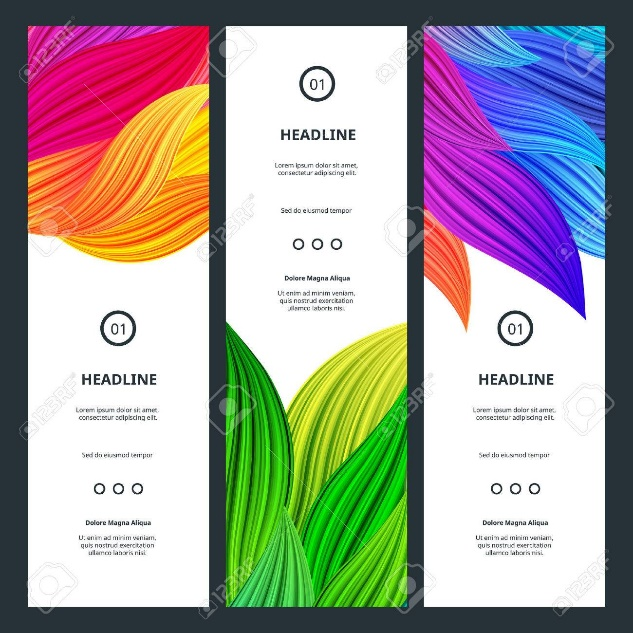 01
HEADLINE
Lorem ipsum dolor sit amet,
consectetur adipiscing elit.
Sed do eiusmod tempor
Dolore Magna Aliqua
Ut enim ad minim veniam,
quis nostrud exercitation
ullamco laboris nisi.
01
HEADLINE
Lorem ipsum dolor sit amet,
consectetur adipiscing elit.
Sed do eiusmod tempor
Dolore Magna Aliqua
Ut enim ad minim veniam,
quis nostrud exercitation
ullamco laboris nisi.
01
HEADLINE
Lorem ipsum dolor sit amet,
consectetur adipiscing elit.
Sed do eiusmod tempor
Dolore Magna Aliqua
Ut enim ad minim veniam,
quis nostrud exercitation
ullamco laboris nisi.
123RF